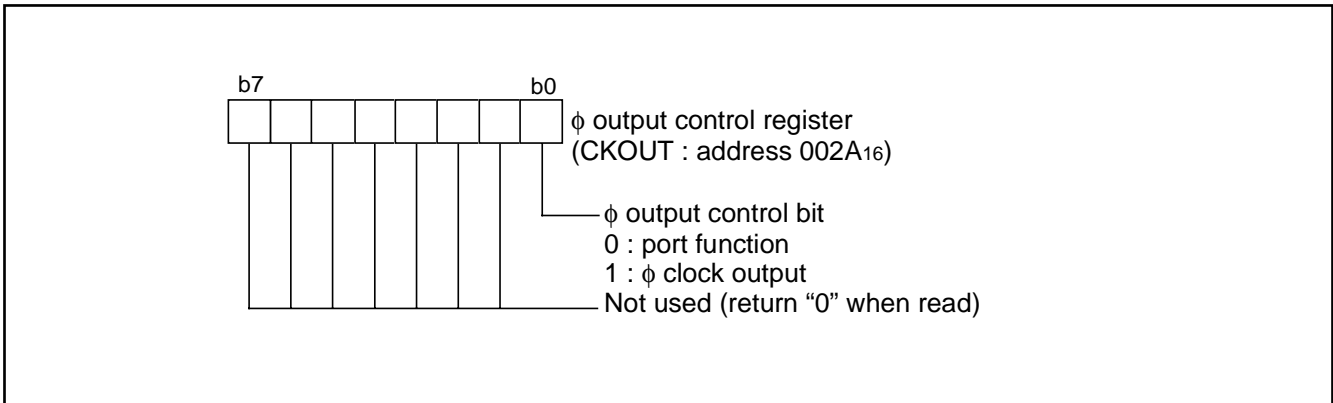 b7 b0
ϕ output control register
(CKOUT : address 002A16)
ϕ output control bit
0 : port function
1 : ϕ clock output
Not used (return “0” when read)